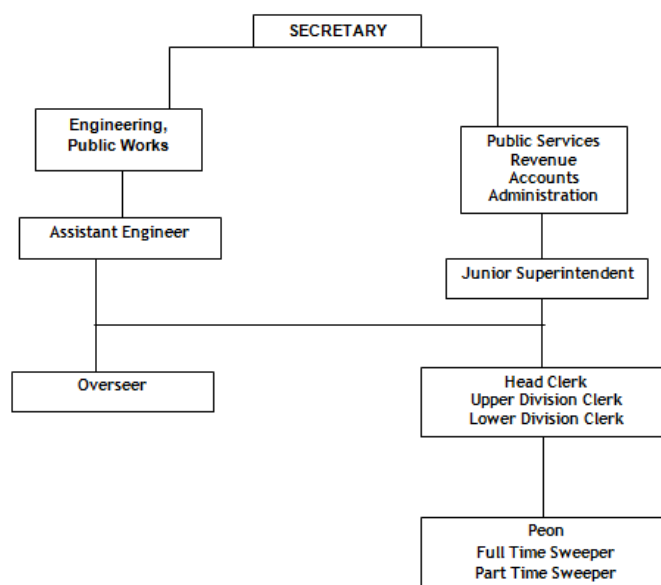 SECRETARY
Engineering,
Public Works
Public Services
Revenue
Accounts
Administration
Assistant Engineer
Junior Superintendent
Overseer
Head Clerk
Upper Division Clerk
Lower Division Clerk
Peon
Full Time Sweeper
Part Time Sweeper